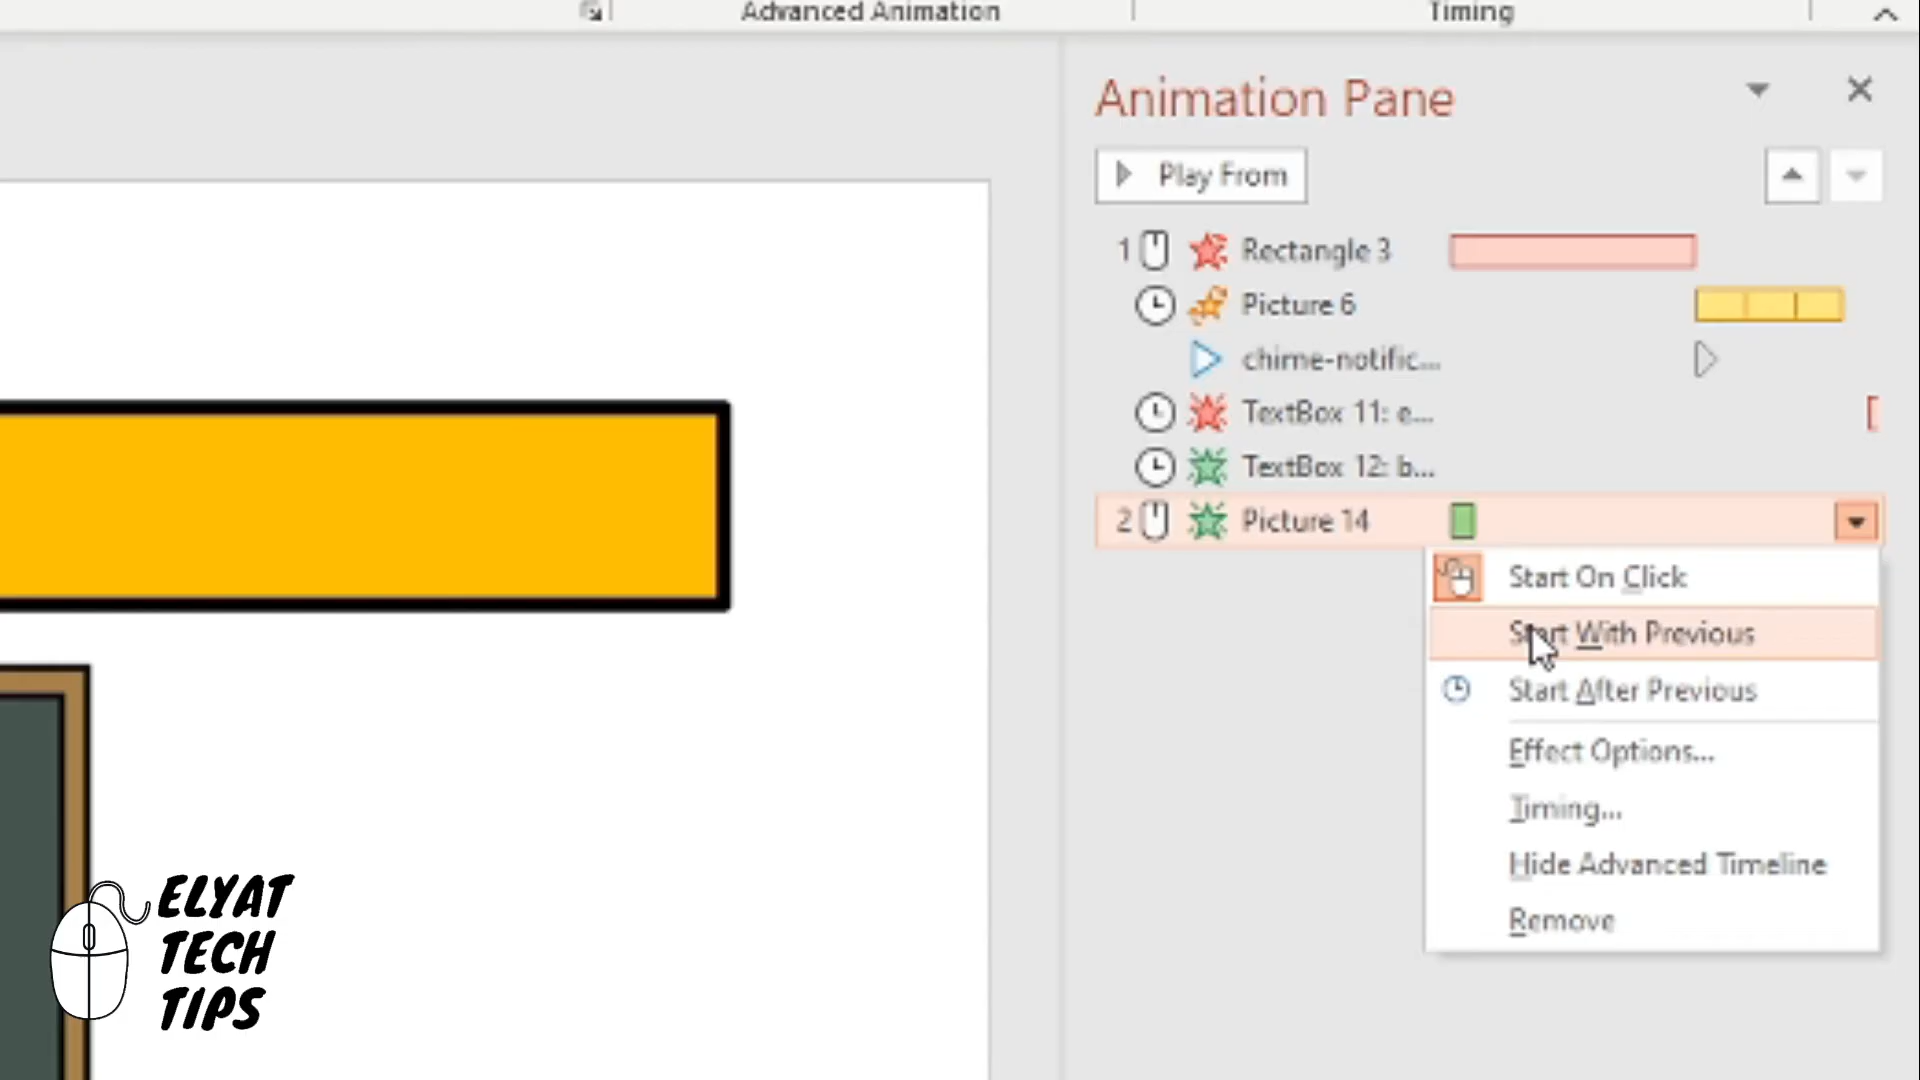 Advanced Animation
Timing
Animation Pane
Play From
1 Rectangle 3
Picture 6
chime-notific...
TextBox 11: e...
TextBox 12: b...
2 Picture 14
Start On Click
Start With Previous
Start After Previous
Effect Options...
Timing...
Hide Advanced Timeline
Remove
ELYAT
TECH
TIPS